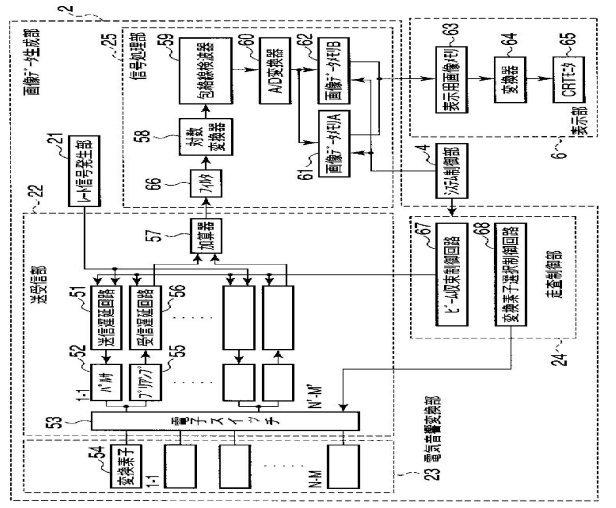 2
画像データ生成部
25
信号処理部
59
包絡線検波器
60
A/D変換器
62
画像データメモリB
画像データメモリA
61
58
対数
変換器
66
フィルタ
21
レート信号発生部
22
送受信部
57
加算器
51
送信遅延回路
56
受信遅延回路
52
パルサ
55
プリアンプ
1-1
N'-M'
53
電子スイッチ
54
変換素子
1-1
N-M
23
電気音響変換部
63
表示用画像メモリ
64
変換器
65
CRTモニタ
表示部
6
4
システム制御部
67
ビーム収束制御回路
68
変換素子選択制御回路
走査制御部
24